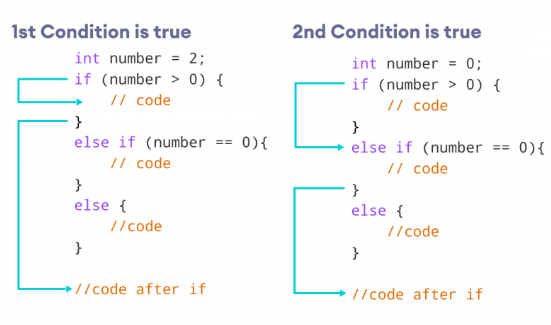 1st Condition is true
int number = 2;
if (number > 0) {
// code
}
else if (number == 0){
// code
}
else {
//code
}
//code after if
2nd Condition is true
int number = 0;
if (number > 0) {
// code
}
else if (number == 0){
// code
}
else {
//code
}
//code after if